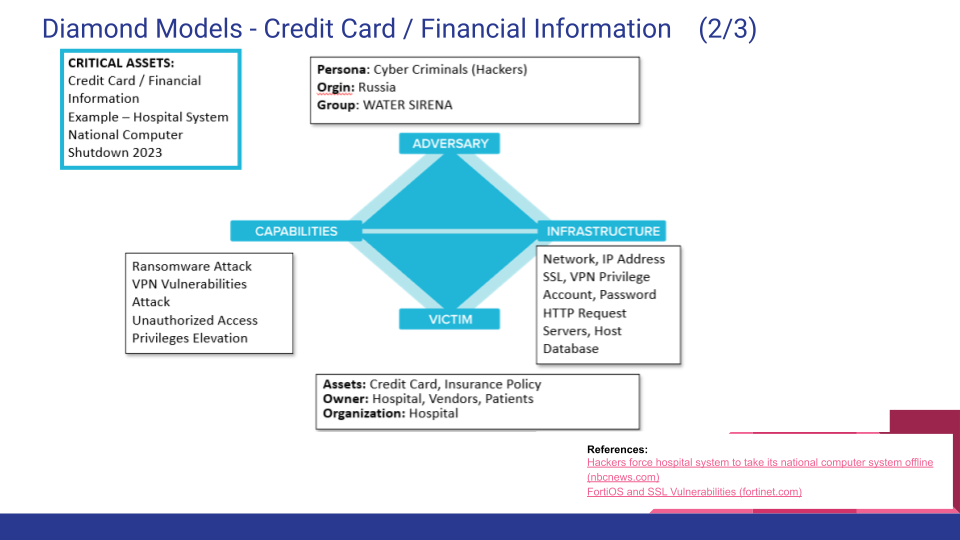 Diamond Models - Credit Card / Financial Information (2/3)
CRITICAL ASSETS:
Credit Card / Financial
Information
Example – Hospital System
National Computer
Shutdown 2023
Persona: Cyber Criminals (Hackers)
Orgin: Russia
Group: WATER SIRENA
ADVERSARY
CAPABILITIES
INFRASTRUCTURE
Ransomware Attack
VPN Vulnerabilities
Attack
Unauthorized Access
Privileges Elevation
Network, IP Address
SSL, VPN Privilege
Account, Password
HTTP Request
Servers, Host
Database
VICTIM
Assets: Credit Card, Insurance Policy
Owner: Hospital, Vendors, Patients
Organization: Hospital
References:
Hackers force hospital system to take its national computer system offline
(nbcnews.com)
FortiOS and SSL Vulnerabilities (fortinet.com)